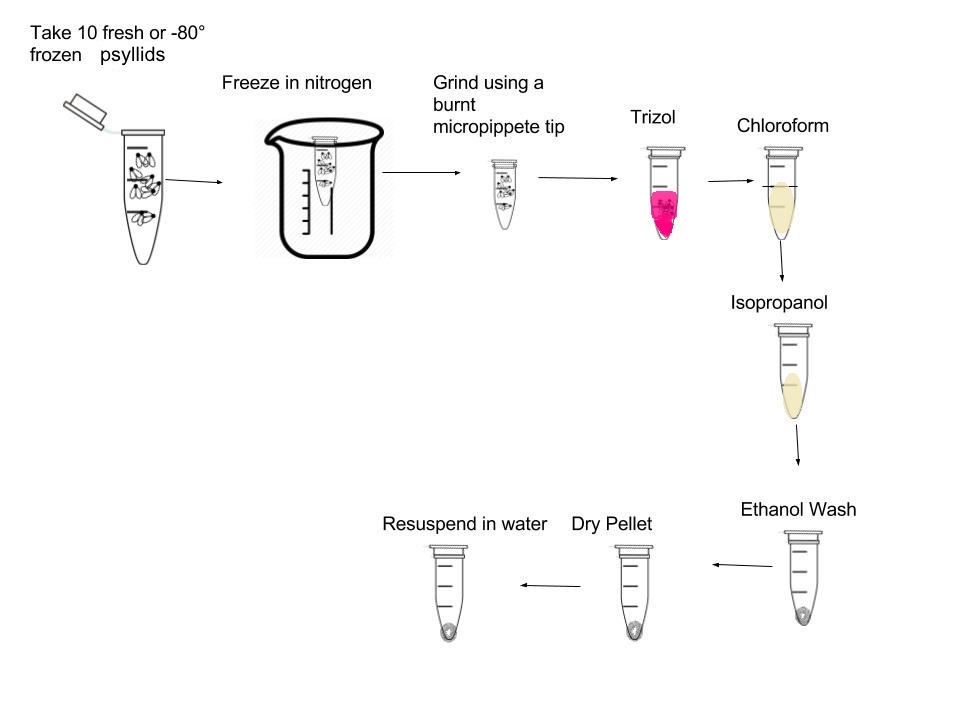 Take 10 fresh or -80°
frozen psyllids
Freeze in nitrogen
Grind using a
burnt
micropippete tip
Trizol
Chloroform
Isopropanol
Ethanol Wash
Dry Pellet
Resuspend in water